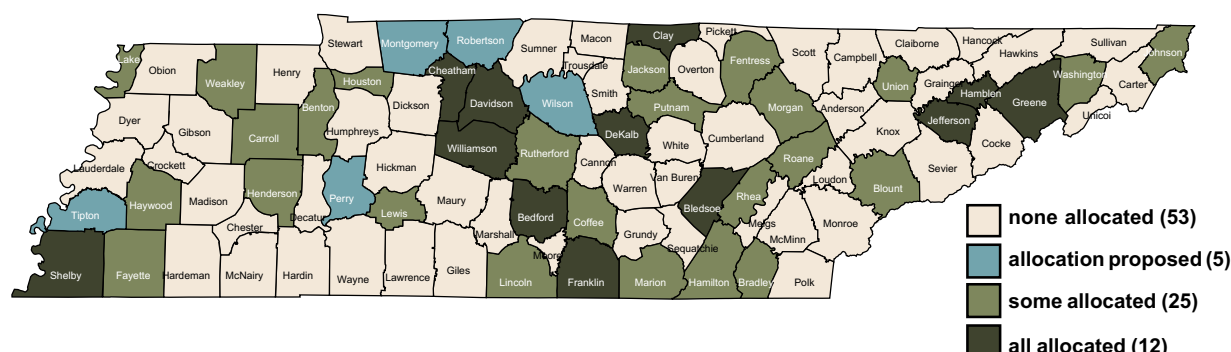 Stewart
Montgomery
Robertson
Sumner
Macon
Clay
Pickett
Scott
Campbell
Claiborne
Hancock
Hawkins
Sullivan
Johnson
Lake
Obion
Weakley
Henry
Houston
Cheatham
Trousdale
Jackson
Overton
Fentress
Union
Grainger
Hamblen
Washington
Carter
Benton
Dickson
Davidson
Wilson
Smith
Putnam
Morgan
Anderson
Jefferson
Greene
Unicoi
Dyer
Gibson
Carroll
Humphreys
Williamson
Rutherford
DeKalb
White
Cumberland
Knox
Cocke
Lauderdale
Crockett
Hickman
Cannon
Roane
Sevier
Tipton
Haywood
Madison
Henderson
Decatur
Perry
Lewis
Maury
Warren
Van Buren
Rhea
Loudon
Blount
Chester
Marshall
Bedford
Coffee
Grundy
Bledsoe
Meigs
McMinn
Monroe
Shelby
Fayette
Hardeman
McNairy
Hardin
Wayne
Lawrence
Giles
Lincoln
Moore
Franklin
Marion
Sequatchie
Hamilton
Bradley
Polk
none allocated (53)
allocation proposed (5)
some allocated (25)
all allocated (12)